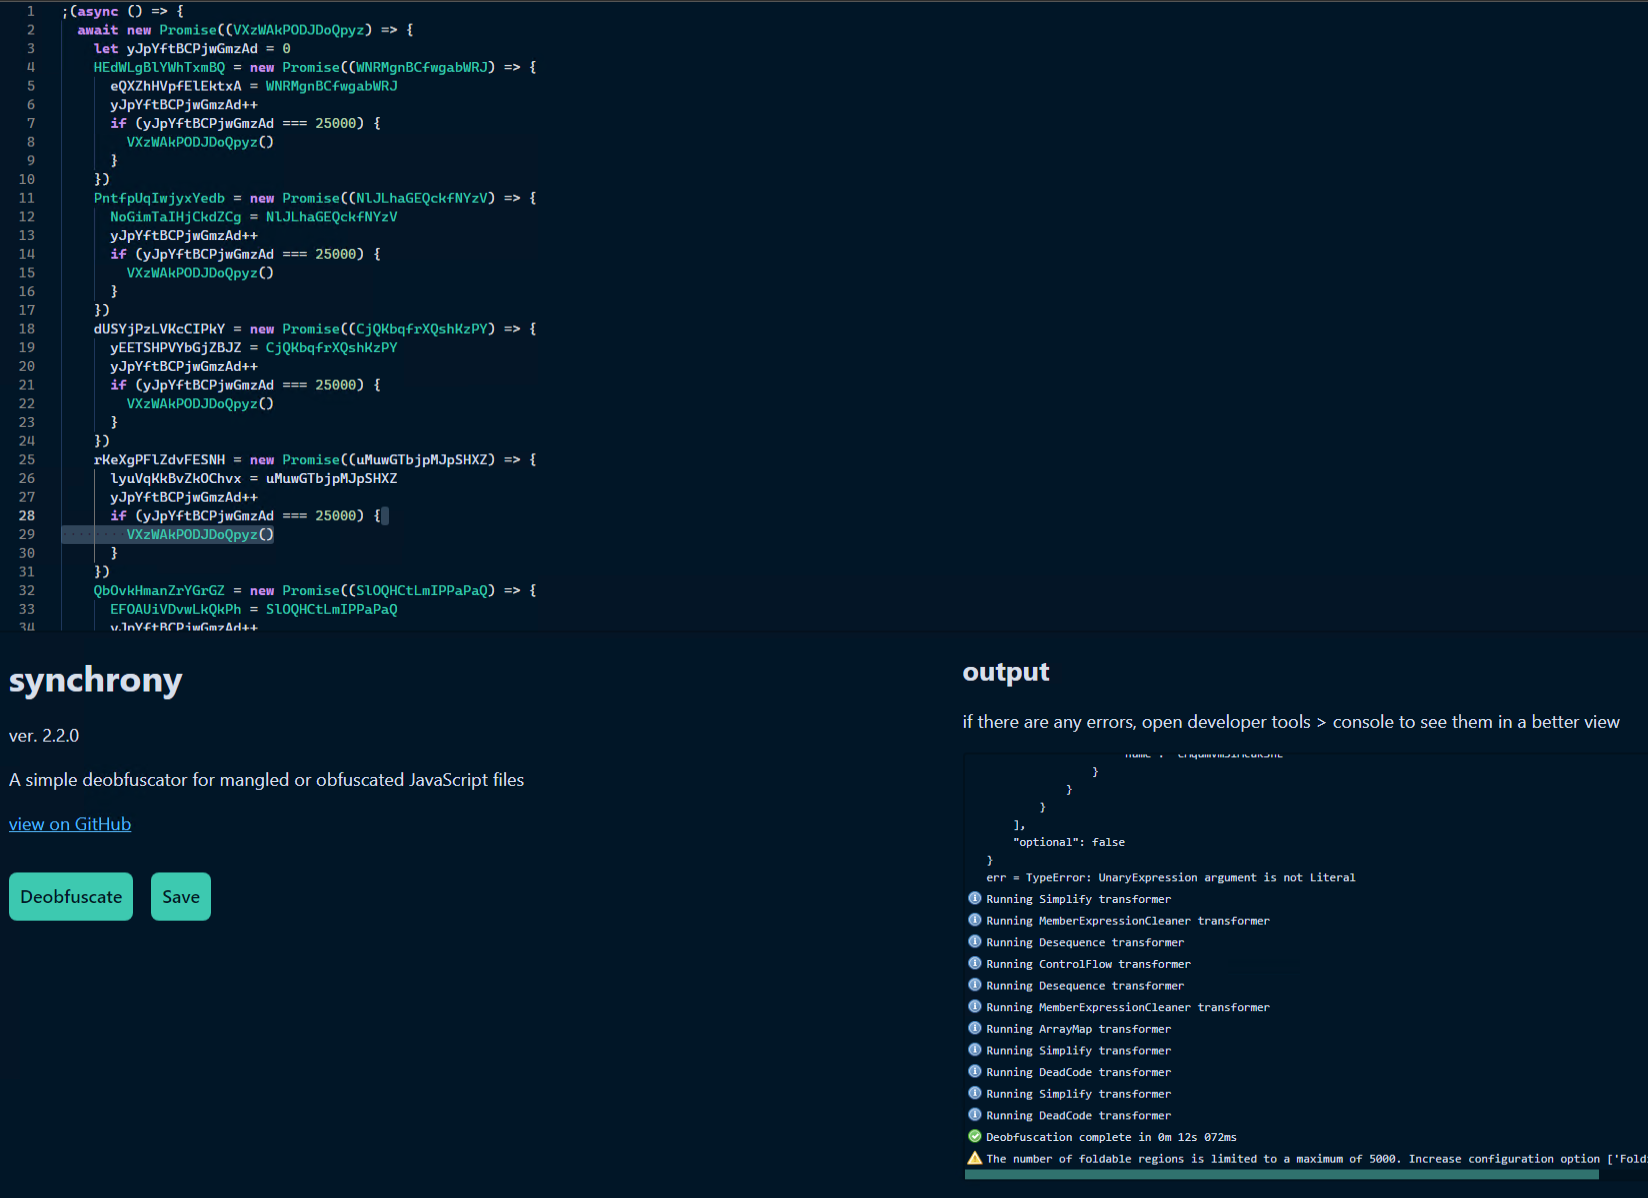 1 ;(async () => {
2 await new Promise((VXzWAkPODJDoQpyz) => {
3 let yJpYftBCPjwGmzAd = 0
4 HEdWLgBlYWhTxmBQ = new Promise((WNRMgnBCfwgabWRJ) => {
5 eQXZhHVpfElEktxA = WNRMgnBCfwgabWRJ
6 yJpYftBCPjwGmzAd++
7 if (yJpYftBCPjwGmzAd === 25000) {
8 VXzWAkPODJDoQpyz()
9 }
10 })
11 PntfpUqIwjyxYedb = new Promise((NlJLhaGEQckfNYzV) => {
12 NoGimTaIHjCkdZCg = NlJLhaGEQckfNYzV
13 yJpYftBCPjwGmzAd++
14 if (yJpYftBCPjwGmzAd === 25000) {
15 VXzWAkPODJDoQpyz()
16 }
17 })
18 dUSYjPzLVKcCIPkY = new Promise((CjQKbqfrXQshKzPY) => {
19 yEETSHPVYbGjZBJZ = CjQKbqfrXQshKzPY
20 yJpYftBCPjwGmzAd++
21 if (yJpYftBCPjwGmzAd === 25000) {
22 VXzWAkPODJDoQpyz()
23 }
24 })
25 rKeXgPFlZdvFESNH = new Promise((uMuwGTbjpMJpSHXZ) => {
26 lyuVqKkBvZkOChvx = uMuwGTbjpMJpSHXZ
27 yJpYftBCPjwGmzAd++
28 if (yJpYftBCPjwGmzAd === 25000) {
29 VXzWAkPODJDoQpyz()
30 }
31 })
32 QbOvkHmanZrYGrGZ = new Promise((SlOQHCtLmIPPaPaQ) => {
33 EFOAUiVDvwLkQkPh = SlOQHCtLmIPPaPaQ
34 yJpYftBCPjwGmzAd++
synchrony
ver. 2.2.0
A simple deobfuscator for mangled or obfuscated JavaScript files
view on GitHub
Deobfuscate Save
output
if there are any errors, open developer tools > console to see them in a better view
}
}
}
],
"optional": false
}
err = TypeError: UnaryExpression argument is not Literal
Running Simplify transformer
Running MemberExpressionCleaner transformer
Running Desequence transformer
Running ControlFlow transformer
Running Desequence transformer
Running MemberExpressionCleaner transformer
Running ArrayMap transformer
Running Simplify transformer
Running DeadCode transformer
Running Simplify transformer
Running DeadCode transformer
Deobfuscation complete in 0m 12s 072ms
The number of foldable regions is limited to a maximum of 5000. Increase configuration option ['Fold